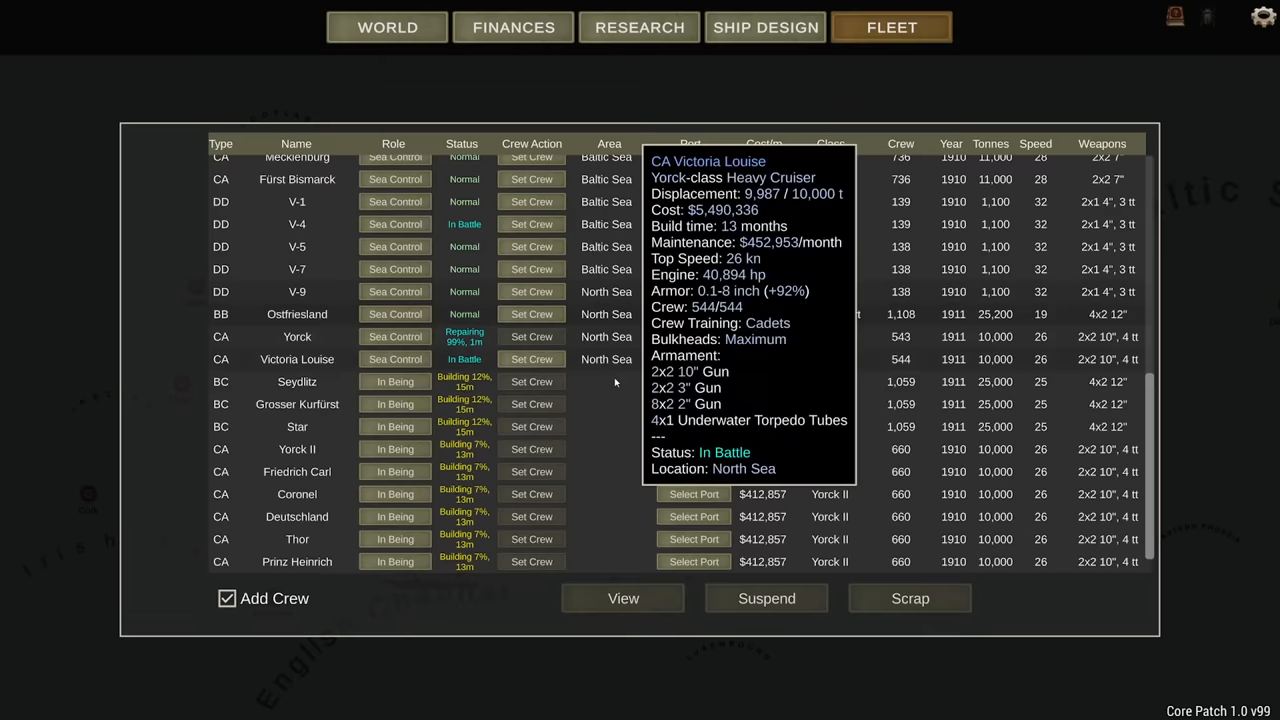 WORLD FINANCES RESEARCH SHIP DESIGN FLEET
Type Name Role Status Crew Action Area Port Cost/m Class Crew Year Tonnes Speed Weapons
CA Mecklenburg Sea Control Normal Set Crew Baltic Sea 736 1910 11,000 28 2x2 7"
CA Fürst Bismarck Sea Control Normal Set Crew Baltic Sea 736 1910 11,000 28 2x2 7"
DD V-1 Sea Control Normal Set Crew Baltic Sea 139 1910 1,100 32 2x1 4", 3 tt
DD V-4 Sea Control In Battle Set Crew Baltic Sea 139 1910 1,100 32 2x1 4", 3 tt
DD V-5 Sea Control Normal Set Crew Baltic Sea 138 1910 1,100 32 2x1 4", 3 tt
DD V-7 Sea Control Normal Set Crew Baltic Sea 138 1910 1,100 32 2x1 4", 3 tt
DD V-9 Sea Control Normal Set Crew North Sea 138 1910 1,100 32 2x1 4", 3 tt
BB Ostfriesland Sea Control Normal Set Crew North Sea 1,108 1911 25,200 19 4x2 12"
CA Yorck Sea Control Repairing 99%, 1m Set Crew North Sea 543 1910 10,000 26 2x2 10", 4 tt
CA Victoria Louise Sea Control In Battle Set Crew North Sea 544 1910 10,000 26 2x2 10", 4 tt
BC Seydlitz In Being Building 12%, 15m Set Crew 1,059 1911 25,000 25 4x2 12"
BC Grosser Kurfürst In Being Building 12%, 15m Set Crew 1,059 1911 25,000 25 4x2 12"
BC Star In Being Building 12%, 15m Set Crew 1,059 1911 25,000 25 4x2 12"
CA Yorck II In Being Building 7%, 13m Set Crew 660 1910 10,000 26 2x2 10", 4 tt
CA Friedrich Carl In Being Building 7%, 13m Set Crew 660 1910 10,000 26 2x2 10", 4 tt
CA Coronel In Being Building 7%, 13m Set Crew Select Port $412,857 Yorck II 660 1910 10,000 26 2x2 10", 4 tt
CA Deutschland In Being Building 7%, 13m Set Crew Select Port $412,857 Yorck II 660 1910 10,000 26 2x2 10", 4 tt
CA Thor In Being Building 7%, 13m Set Crew Select Port $412,857 Yorck II 660 1910 10,000 26 2x2 10", 4 tt
CA Prinz Heinrich In Being Building 7%, 13m Set Crew Select Port $412,857 Yorck II 660 1910 10,000 26 2x2 10", 4 tt
CA Victoria Louise
Yorck-class Heavy Cruiser
Displacement: 9,987 / 10,000 t
Cost: $5,490,336
Build time: 13 months
Maintenance: $452,953/month
Top Speed: 26 kn
Engine: 40,894 hp
Armor: 0.1-8 inch (+92%)
Crew: 544/544
Crew Training: Cadets
Bulkheads: Maximum
Armament:
2x2 10" Gun
2x2 3" Gun
8x2 2" Gun
4x1 Underwater Torpedo Tubes
---
Status: In Battle
Location: North Sea
Add Crew View Suspend Scrap
English Channel
Core Patch 1.0 v99